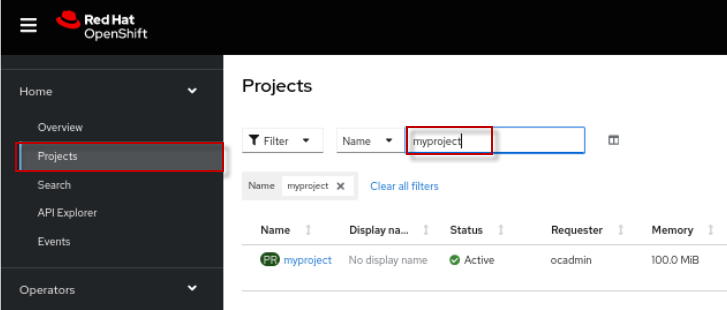 Red Hat
OpenShift
Home
Overview
Projects
Search
API Explorer
Events
Operators
Projects
Filter Name myproject
Name myproject Clear all filters
Name Display na... Status Requester Memory
PR myproject No display name Active ocadmin 100.0 MiB